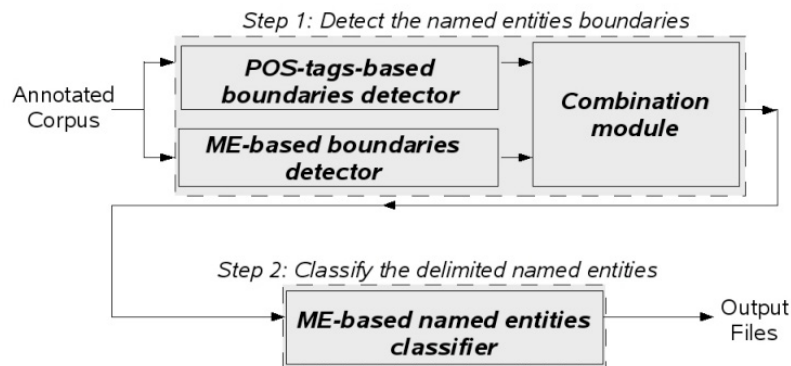 Step 1: Detect the named entities boundaries
Annotated
Corpus
POS-tags-based
boundaries detector
ME-based boundaries
detector
Combination
module
Step 2: Classify the delimited named entities
ME-based named entities
classifier
Output
Files